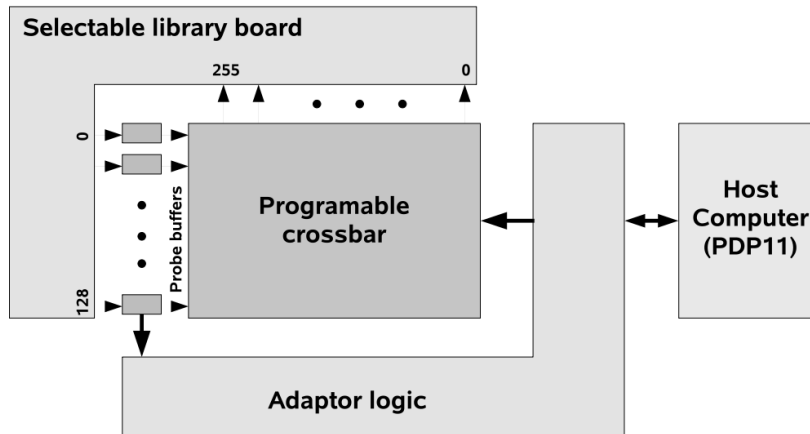 Selectable library board
255
0
0
Probe buffers
128
Programable
crossbar
Host
Computer
(PDP11)
Adaptor logic